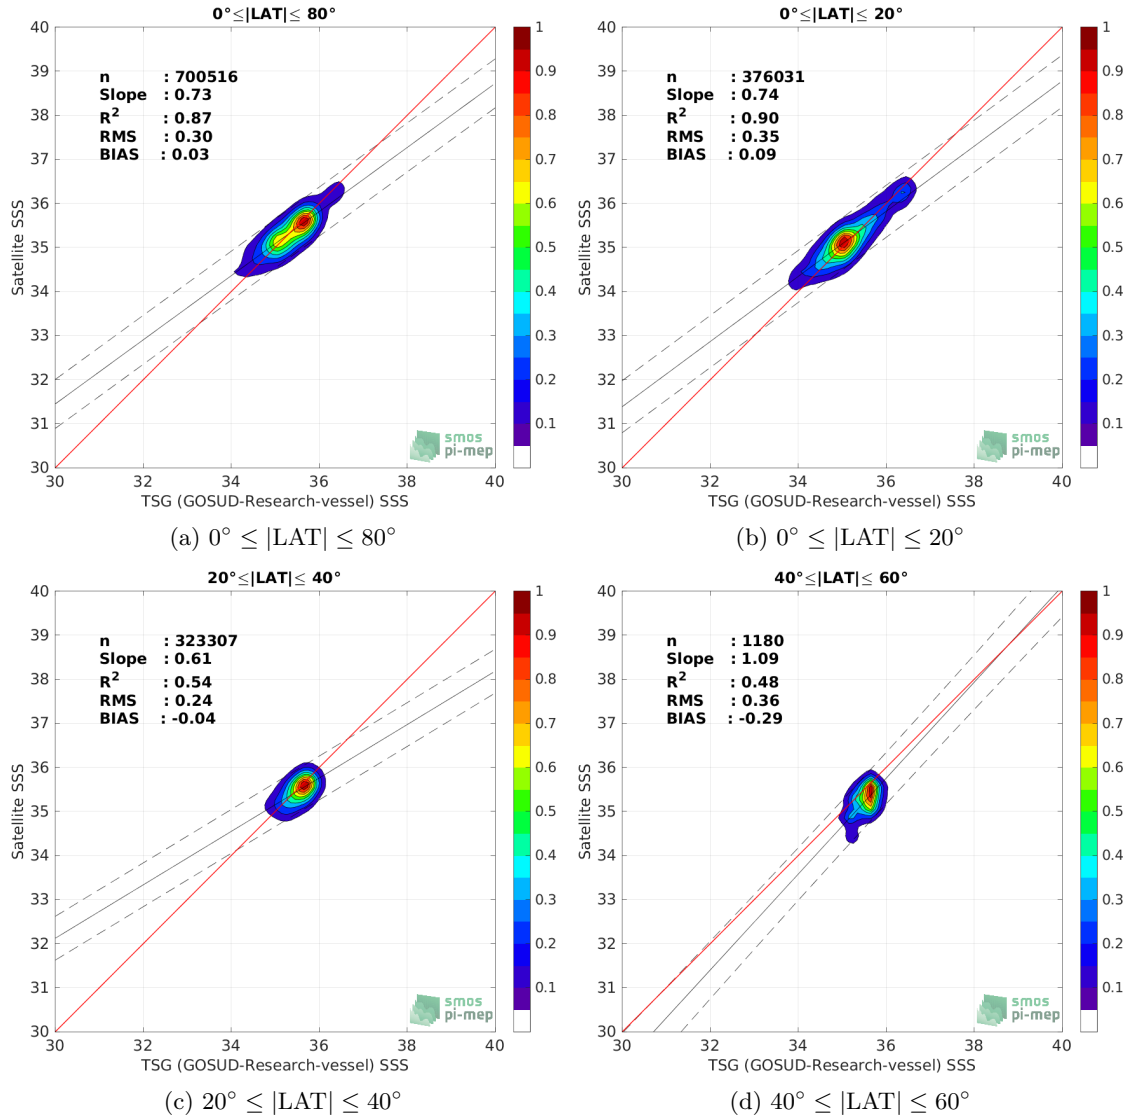 0°≤|LAT|≤ 80°
40
39
38
37
36
35
34
33
32
31
30
Satellite SSS
n : 700516
Slope : 0.73
R² : 0.87
RMS : 0.30
BIAS : 0.03
smos
pi-mep
30 32 34 36 38 40
TSG (GOSUD-Research-vessel) SSS
1
0.9
0.8
0.7
0.6
0.5
0.4
0.3
0.2
0.1
(a) 0° ≤ |LAT| ≤ 80°
0°≤|LAT|≤ 20°
40
39
38
37
36
35
34
33
32
31
30
Satellite SSS
n : 376031
Slope : 0.74
R² : 0.90
RMS : 0.35
BIAS : 0.09
smos
pi-mep
30 32 34 36 38 40
TSG (GOSUD-Research-vessel) SSS
1
0.9
0.8
0.7
0.6
0.5
0.4
0.3
0.2
0.1
(b) 0° ≤ |LAT| ≤ 20°
20°≤|LAT|≤ 40°
40
39
38
37
36
35
34
33
32
31
30
Satellite SSS
n : 323307
Slope : 0.61
R² : 0.54
RMS : 0.24
BIAS : -0.04
smos
pi-mep
30 32 34 36 38 40
TSG (GOSUD-Research-vessel) SSS
1
0.9
0.8
0.7
0.6
0.5
0.4
0.3
0.2
0.1
(c) 20° ≤ |LAT| ≤ 40°
40°≤|LAT|≤ 60°
40
39
38
37
36
35
34
33
32
31
30
Satellite SSS
n : 1180
Slope : 1.09
R² : 0.48
RMS : 0.36
BIAS : -0.29
smos
pi-mep
30 32 34 36 38 40
TSG (GOSUD-Research-vessel) SSS
1
0.9
0.8
0.7
0.6
0.5
0.4
0.3
0.2
0.1
(d) 40° ≤ |LAT| ≤ 60°